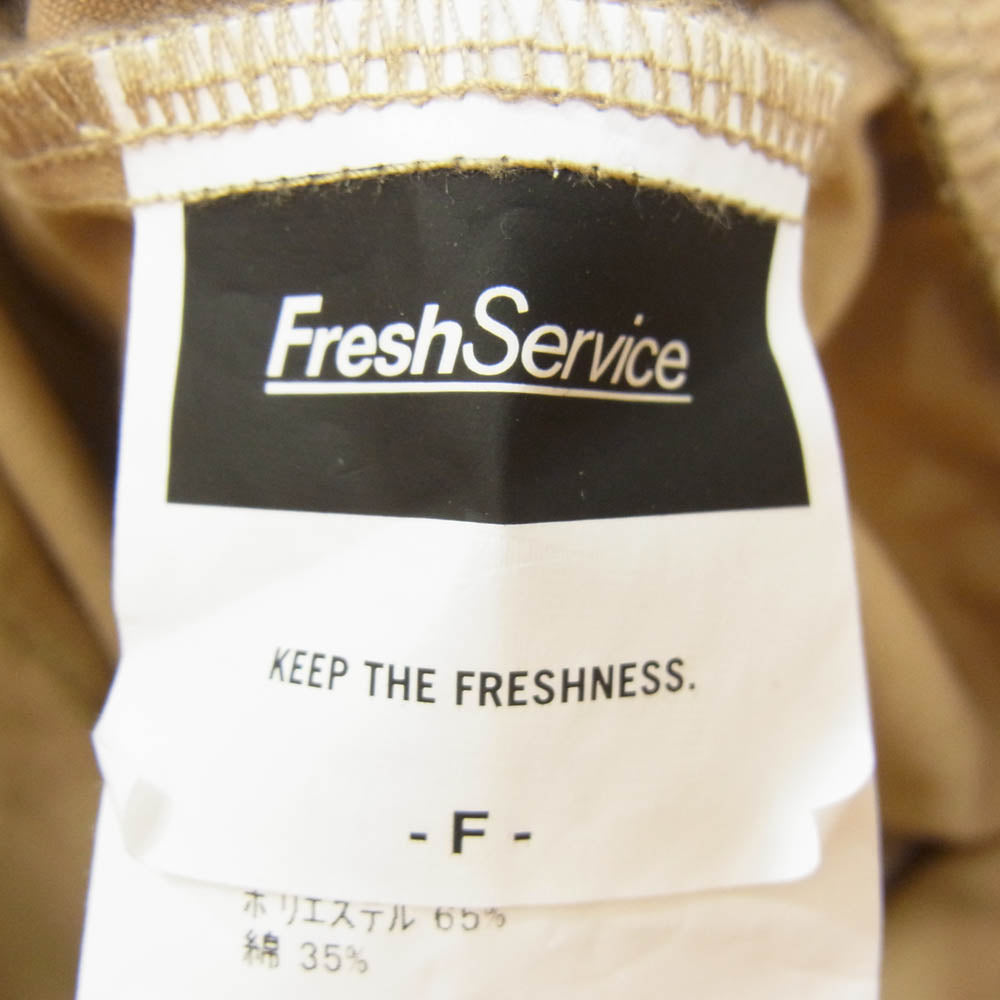 FreshService
KEEP THE FRESHNESS.
- F -
ポリエステル 65%
綿 35%